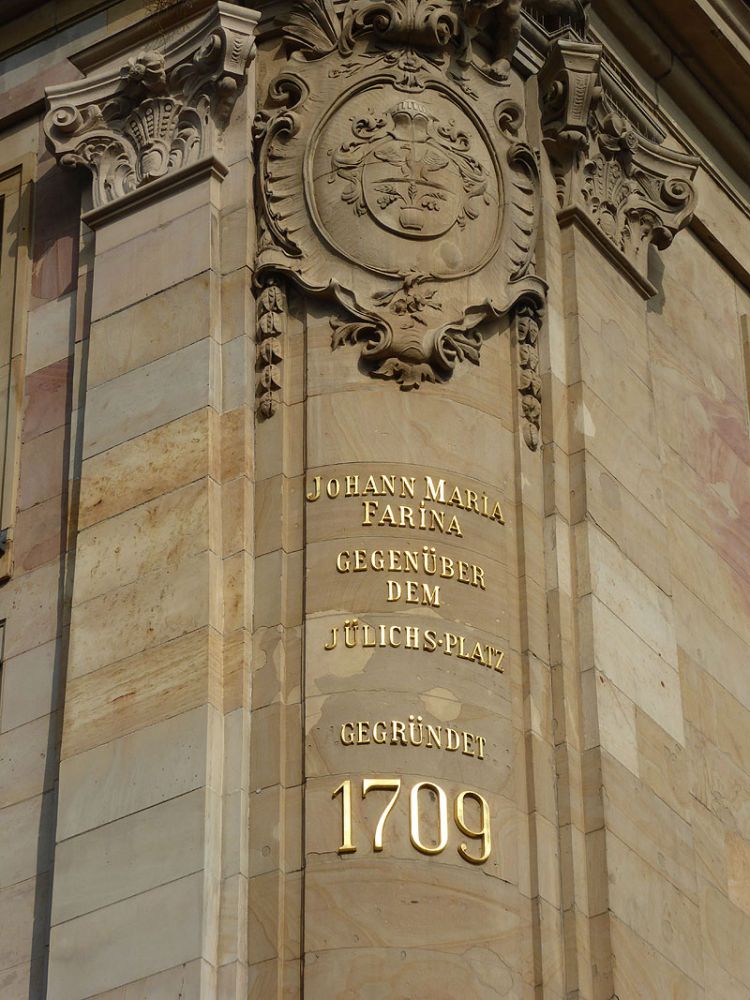 JOHANN MARIA
FARINA
GEGENÜBER
DEM
JÜLICHS-PLATZ
GEGRÜNDET
1709